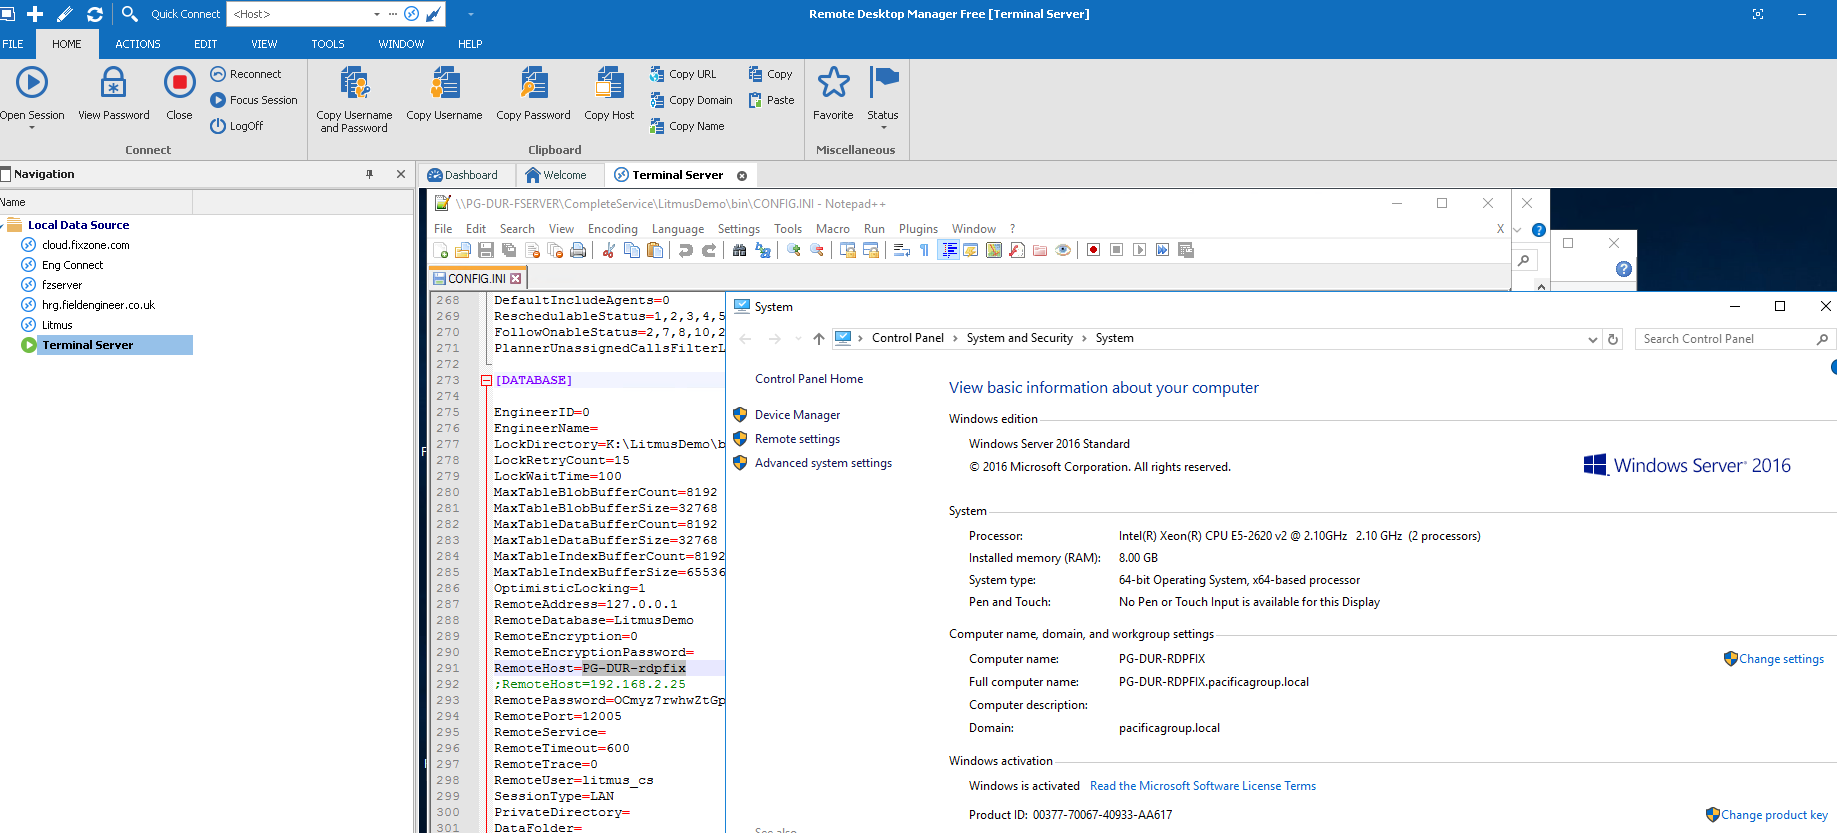 Quick Connect <Host> Remote Desktop Manager Free [Terminal Server]
FILE HOME ACTIONS EDIT VIEW TOOLS WINDOW HELP
Open Session View Password Close Reconnect Focus Session LogOff
Connect
Copy Username and Password Copy Username Copy Password Copy Host Copy URL Copy Domain Copy Name Copy Paste
Clipboard
Favorite Status
Miscellaneous
Navigation
Name
Local Data Source
cloud.fixzone.com
Eng Connect
fzserver
hrg.fieldengineer.co.uk
Litmus
Terminal Server
Dashboard Welcome Terminal Server
\\PG-DUR-FSERVER\CompleteService\LitmusDemo\bin\CONFIG.INI - Notepad++
File Edit Search View Encoding Language Settings Tools Macro Run Plugins Window ? X
CONFIG.INI
268 DefaultIncludeAgents=0
269 ReschedulableStatus=1,2,3,4,5
270 FollowOnableStatus=2,7,8,10,2
271 PlannerUnassignedCallsFilterL
272
273 [DATABASE]
274
275 EngineerID=0
276 EngineerName=
277 LockDirectory=K:\LitmusDemo\b
278 LockRetryCount=15
279 LockWaitTime=100
280 MaxTableBlobBufferCount=8192
281 MaxTableBlobBufferSize=32768
282 MaxTableDataBufferCount=8192
283 MaxTableDataBufferSize=32768
284 MaxTableIndexBufferCount=8192
285 MaxTableIndexBufferSize=65536
286 OptimisticLocking=1
287 RemoteAddress=127.0.0.1
288 RemoteDatabase=LitmusDemo
289 RemoteEncryption=0
290 RemoteEncryptionPassword=
291 RemoteHost=PG-DUR-rdpfix
292 ;RemoteHost=192.168.2.25
293 RemotePassword=OCmyz7rwhwZtGp
294 RemotePort=12005
295 RemoteService=
296 RemoteTimeout=600
297 RemoteTrace=0
298 RemoteUser=litmus_cs
299 SessionType=LAN
300 PrivateDirectory=
301 DataFolder=
System
Control Panel > System and Security > System
Search Control Panel
Control Panel Home
Device Manager
Remote settings
Advanced system settings
See also
View basic information about your computer
Windows edition
Windows Server 2016 Standard
© 2016 Microsoft Corporation. All rights reserved.
Windows Server® 2016
System
Processor: Intel(R) Xeon(R) CPU E5-2620 v2 @ 2.10GHz 2.10 GHz (2 processors)
Installed memory (RAM): 8.00 GB
System type: 64-bit Operating System, x64-based processor
Pen and Touch: No Pen or Touch Input is available for this Display
Computer name, domain, and workgroup settings
Computer name: PG-DUR-RDPFIX Change settings
Full computer name: PG-DUR-RDPFIX.pacificagroup.local
Computer description:
Domain: pacificagroup.local
Windows activation
Windows is activated Read the Microsoft Software License Terms
Product ID: 00377-70067-40933-AA617 Change product key